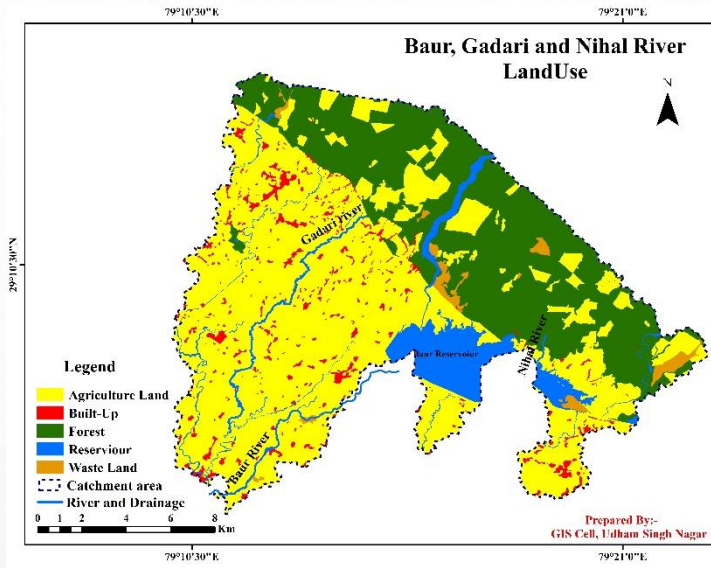 79°10'30"E
79°21'0"E
Baur, Gadari and Nihal River
LandUse
N
29°10'30"N
Gadari river
Baur Reservoiur
Nihal River
Baur River
Legend
Agriculture Land
Built-Up
Forest
Reserviour
Waste Land
Catchment area
River and Drainage
0 1 2 4 6 8
Km
Prepared By:-
GIS Cell, Udham Singh Nagar
79°10'30"E
79°21'0"E